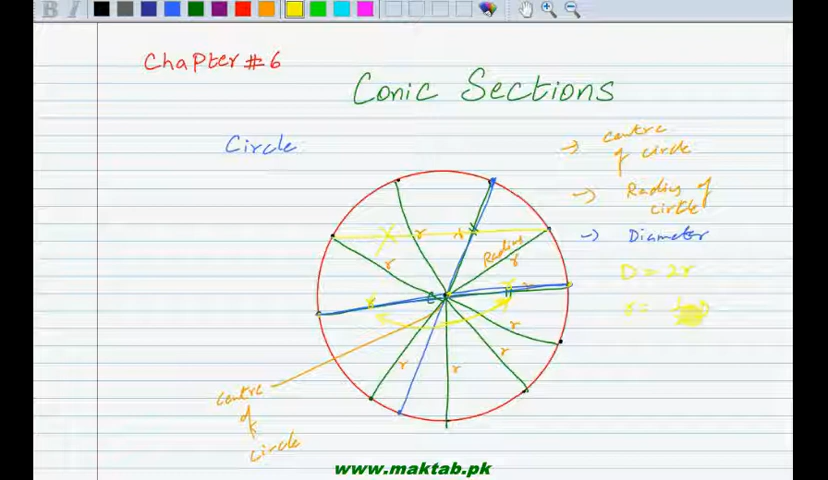 B I
Chapter # 6
Conic Sections
Circle
→ Centre
of circle
→ Radius of
circle
→ Diameter
D = 2r
r =
r
r
r
Radius
r
r
c
r
r
r
r
r
Centre
of
circle
www.maktab.pk